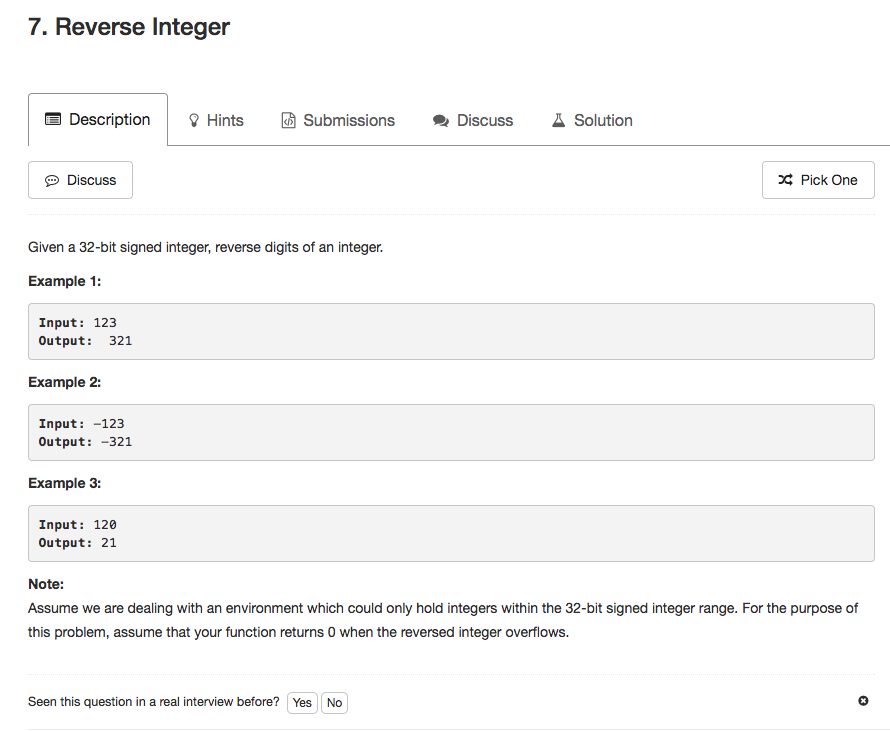 7. Reverse Integer
Description
Hints
Submissions
Discuss
Solution
Discuss
Pick One
Given a 32-bit signed integer, reverse digits of an integer.
Example 1:
Input: 123
Output:  321
Example 2:
Input: -123
Output: -321
Example 3:
Input: 120
Output: 21
Note:
Assume we are dealing with an environment which could only hold integers within the 32-bit signed integer range. For the purpose of
this problem, assume that your function returns 0 when the reversed integer overflows.
Seen this question in a real interview before? Yes No